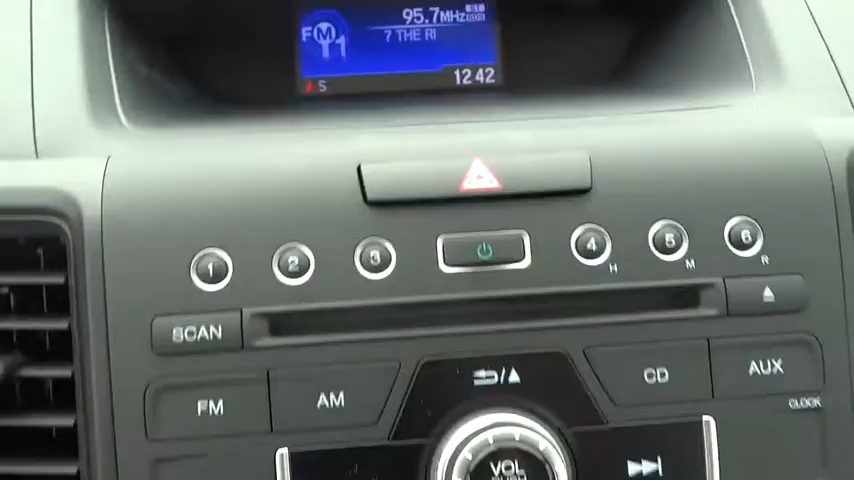 FM1 95.7MHz
7 THE RI
S 12:42
1 2 3 4 5 6
H M R
SCAN
FM AM CD AUX
CLOCK
VOL